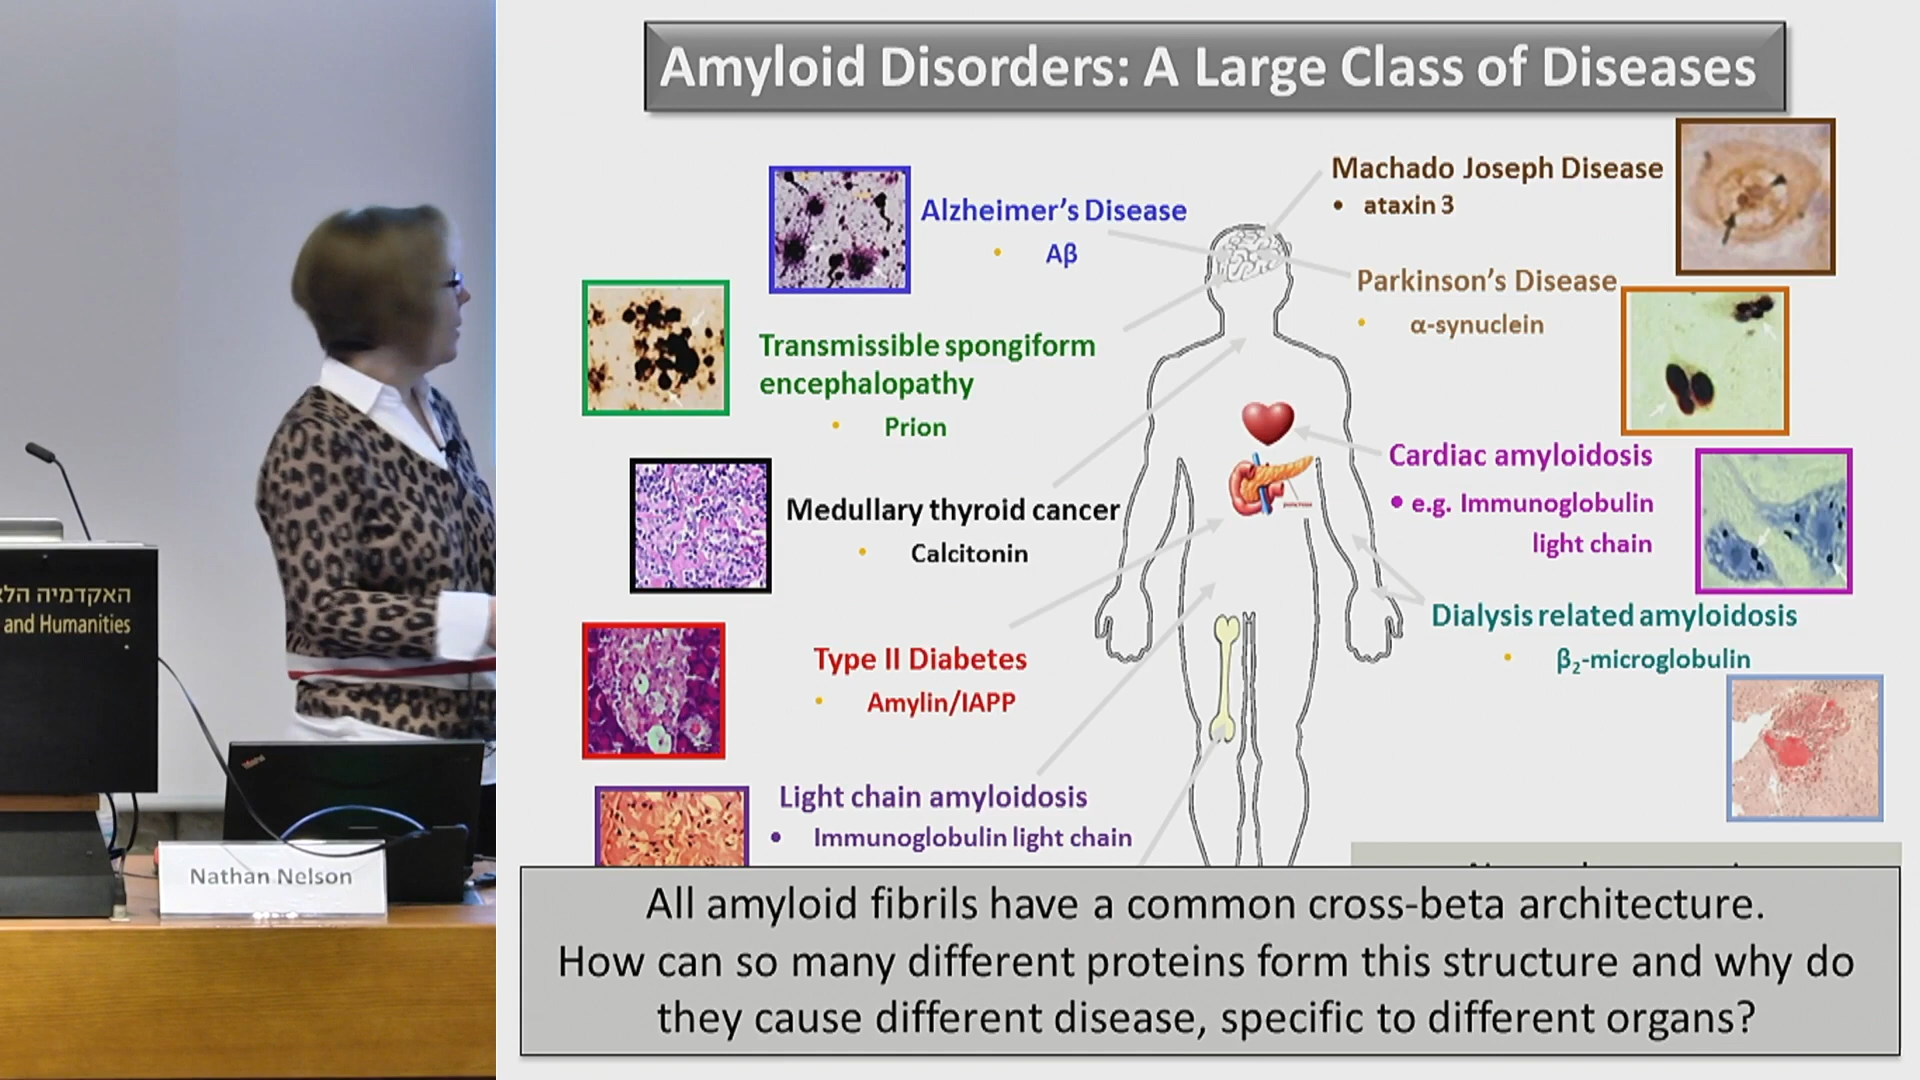 Amyloid Disorders: A Large Class of Diseases
Alzheimer's Disease
• Aβ
Transmissible spongiform
encephalopathy
• Prion
Medullary thyroid cancer
• Calcitonin
Type II Diabetes
• Amylin/IAPP
Light chain amyloidosis
• Immunoglobulin light chain
Machado Joseph Disease
• ataxin 3
Parkinson's Disease
• α-synuclein
Cardiac amyloidosis
• e.g. Immunoglobulin
light chain
Dialysis related amyloidosis
• β₂-microglobulin
All amyloid fibrils have a common cross-beta architecture.
How can so many different proteins form this structure and why do
they cause different disease, specific to different organs?
האקדמיה
and Humanities
Nathan Nelson